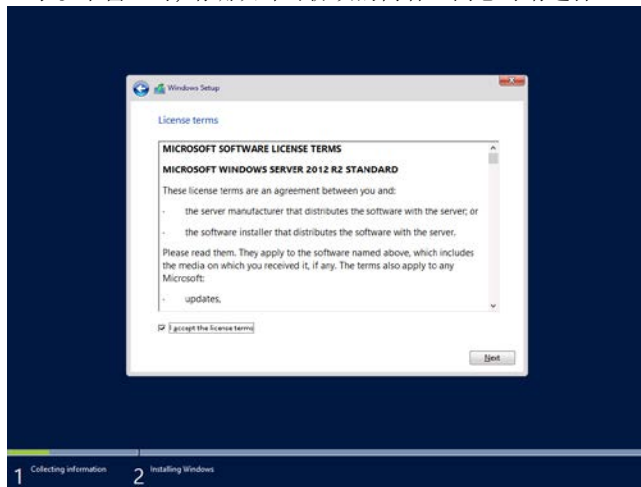 Windows Setup
License terms
MICROSOFT SOFTWARE LICENSE TERMS
MICROSOFT WINDOWS SERVER 2012 R2 STANDARD
These license terms are an agreement between you and:
· the server manufacturer that distributes the software with the server; or
· the software installer that distributes the software with the server.
Please read them. They apply to the software named above, which includes
the media on which you received it, if any. The terms also apply to any
Microsoft:
· updates,
I accept the license terms
Next
1 Collecting information 2 Installing Windows